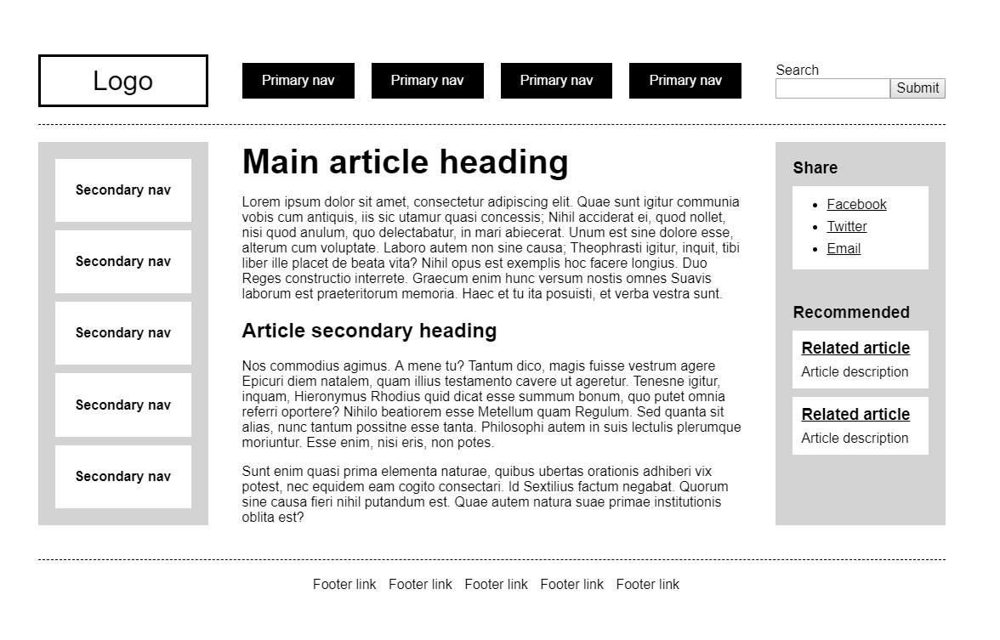 Logo
Primary nav
Primary nav
Primary nav
Primary nav
Search
Submit
Secondary nav
Secondary nav
Secondary nav
Secondary nav
Secondary nav
Main article heading
Lorem ipsum dolor sit amet, consectetur adipiscing elit. Quae sunt igitur communia
vobis cum antiquis, iis sic utamur quasi concessis; Nihil acciderat ei, quod nollet,
nisi quod anulum, quo delectabatur, in mari abiecerat. Unum est sine dolore esse,
alterum cum voluptate. Laboro autem non sine causa; Theophrasti igitur, inquit, tibi
liber ille placet de beata vita? Nihil opus est exemplis hoc facere longius. Duo
Reges constructio interrete. Graecum enim hunc versum nostis omnes Suavis
laborum est praeteritorum memoria. Haec et tu ita posuisti, et verba vestra sunt.
Article secondary heading
Nos commodius agimus. A mene tu? Tantum dico, magis fuisse vestrum agere
Epicuri diem natalem, quam illius testamento cavere ut ageretur. Tenesne igitur,
inquam, Hieronymus Rhodius quid dicat esse summum bonum, quo putet omnia
referri oportere? Nihilo beatiorem esse Metellum quam Regulum. Sed quanta sit
alias, nunc tantum possitne esse tanta. Philosophi autem in suis lectulis plerumque
moriuntur. Esse enim, nisi eris, non potes.
Sunt enim quasi prima elementa naturae, quibus ubertas orationis adhiberi vix
potest, nec equidem eam cogito consectari. Id Sextilius factum negabat. Quorum
sine causa fieri nihil putandum est. Quae autem natura suae primae institutionis
oblita est?
Share
Facebook
Twitter
Email
Recommended
Related article
Article description
Related article
Article description
Footer link
Footer link
Footer link
Footer link
Footer link